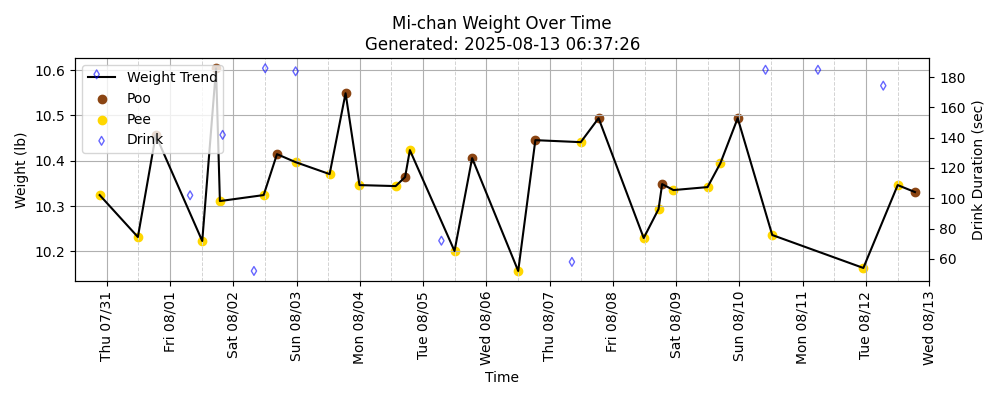 Mi-chan Weight Over Time
Generated: 2025-08-13 06:37:26
Weight (lb)
10.6
10.5
10.4
10.3
10.2
Weight Trend
Poo
Pee
Drink
180
160
140
120
100
80
60
Drink Duration (sec)
Thu 07/31
Fri 08/01
Sat 08/02
Sun 08/03
Mon 08/04
Tue 08/05
Wed 08/06
Thu 08/07
Fri 08/08
Sat 08/09
Sun 08/10
Mon 08/11
Tue 08/12
Wed 08/13
Time